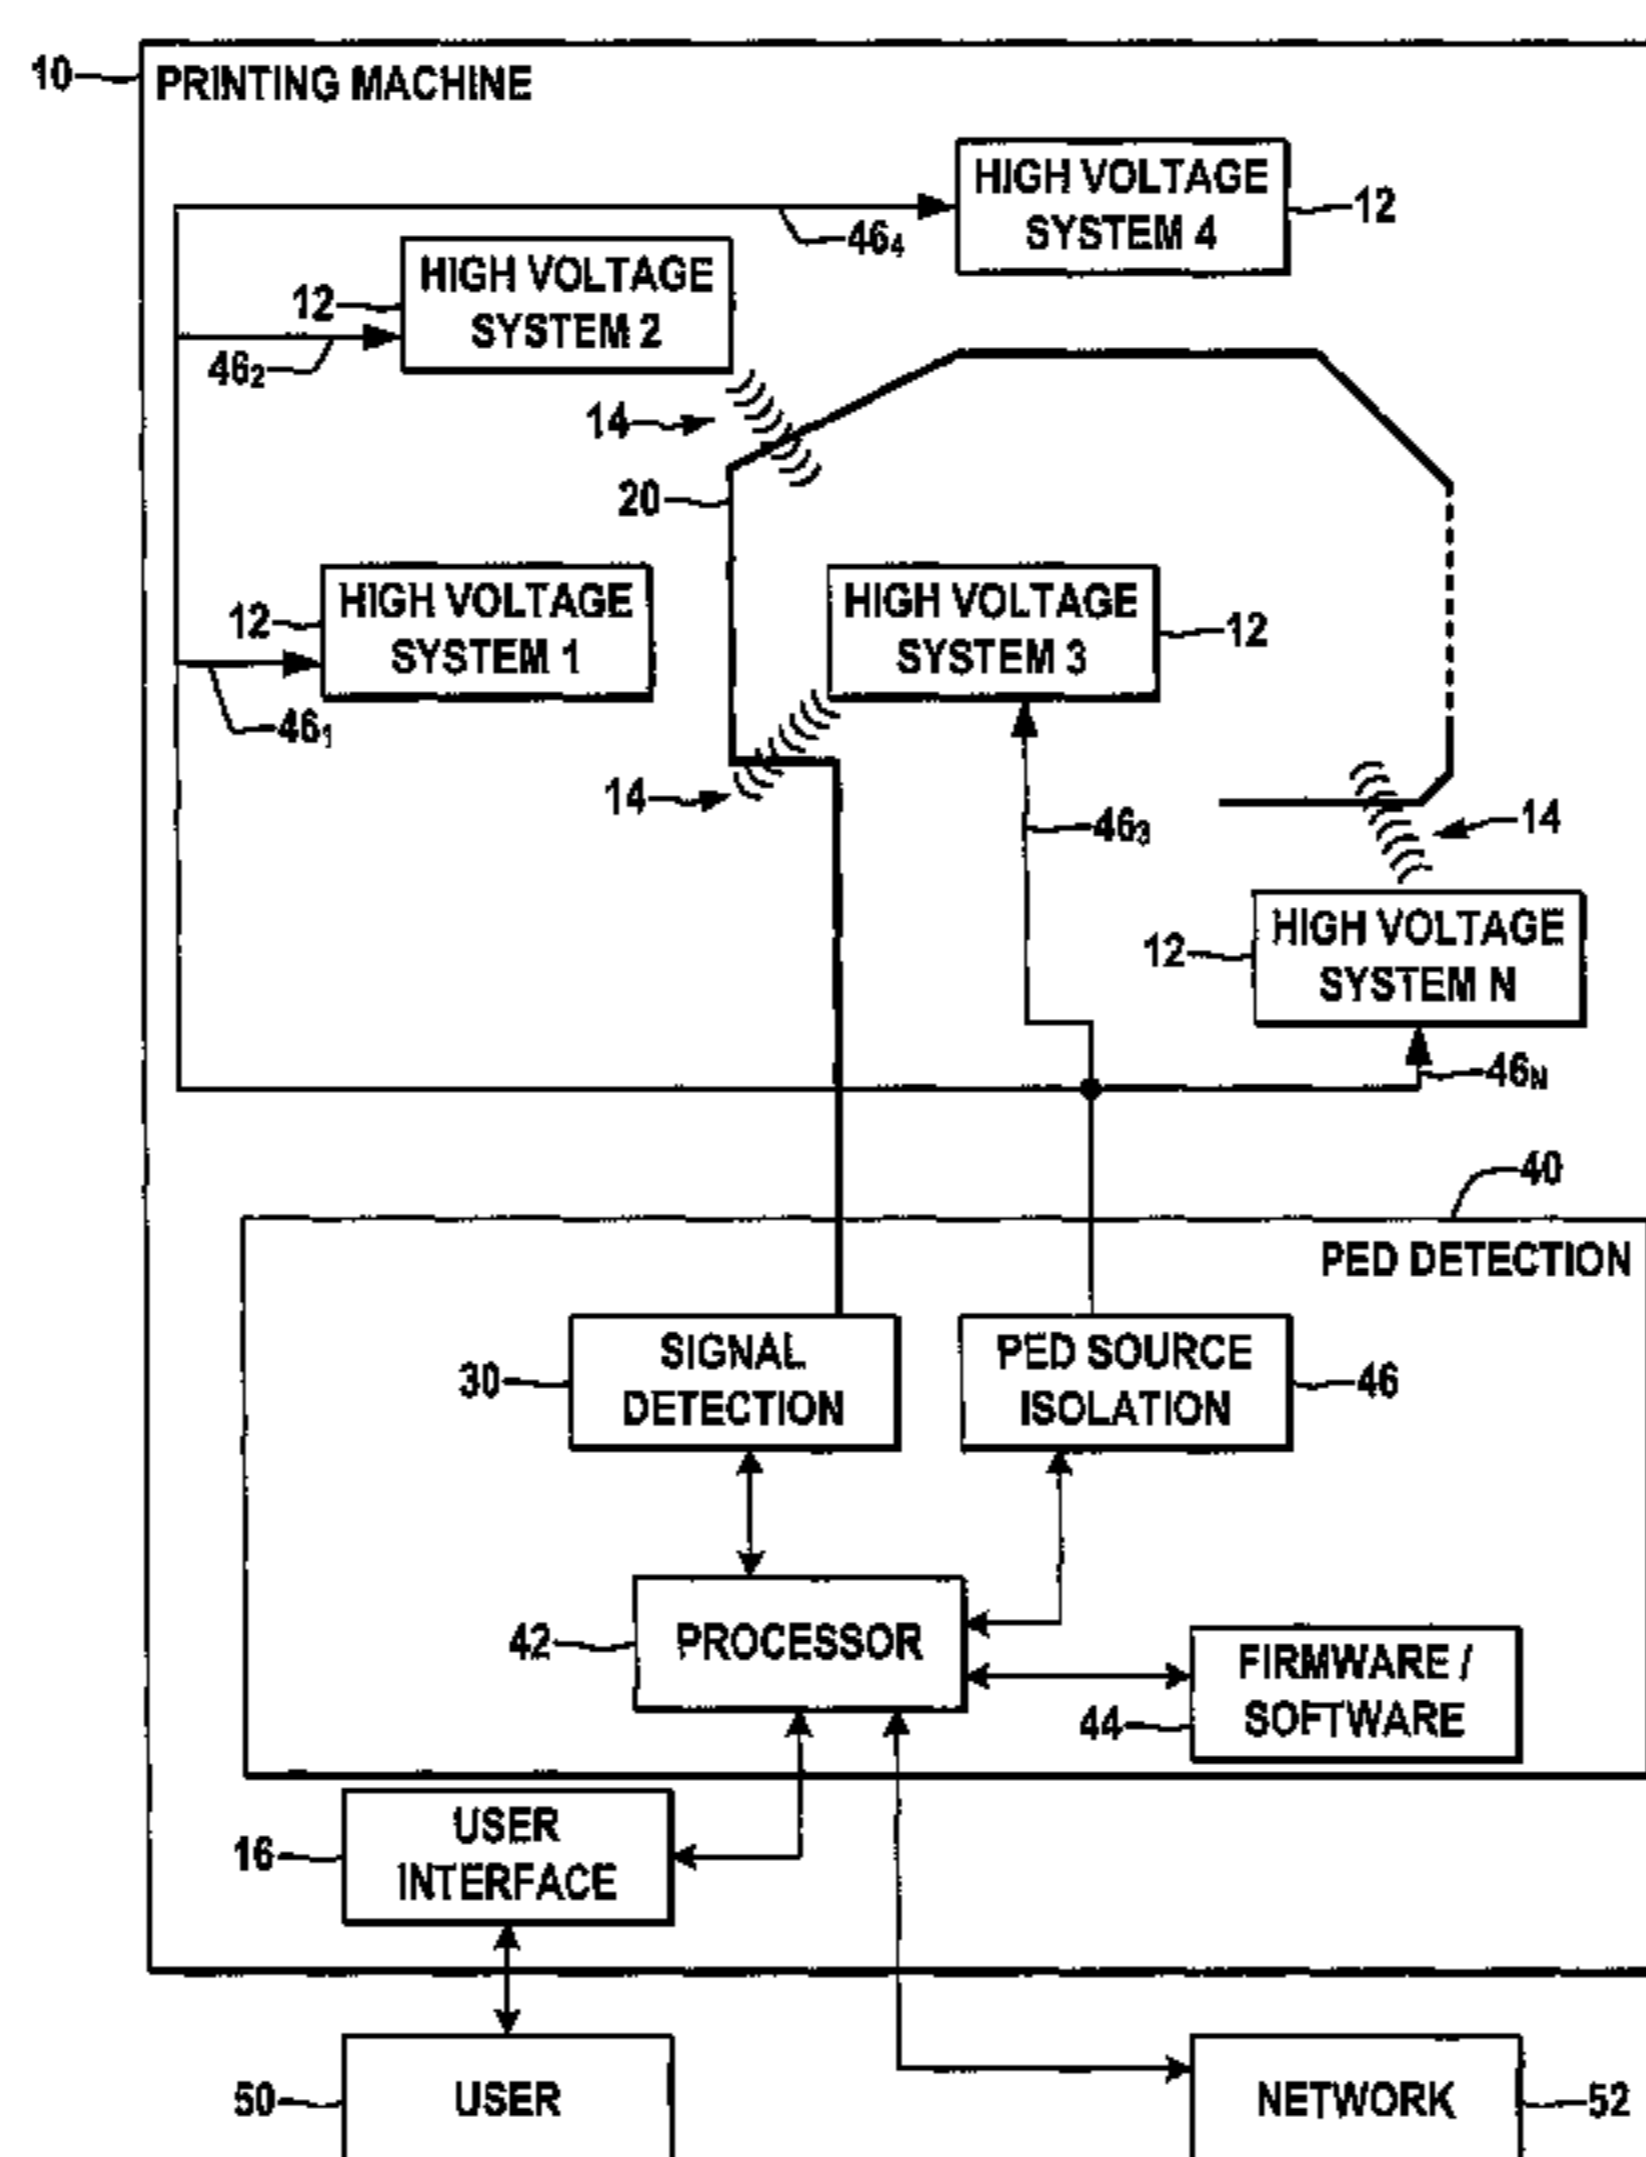 10
PRINTING MACHINE
HIGH VOLTAGE
SYSTEM 4
12
46₄
HIGH VOLTAGE
SYSTEM 2
12
46₂
14
20
HIGH VOLTAGE
SYSTEM 1
12
46₁
HIGH VOLTAGE
SYSTEM 3
12
14
46₃
14
HIGH VOLTAGE
SYSTEM N
12
46N
40
PED DETECTION
SIGNAL
DETECTION
30
PED SOURCE
ISOLATION
46
PROCESSOR
42
FIRMWARE /
SOFTWARE
44
USER
INTERFACE
16
USER
50
NETWORK
52